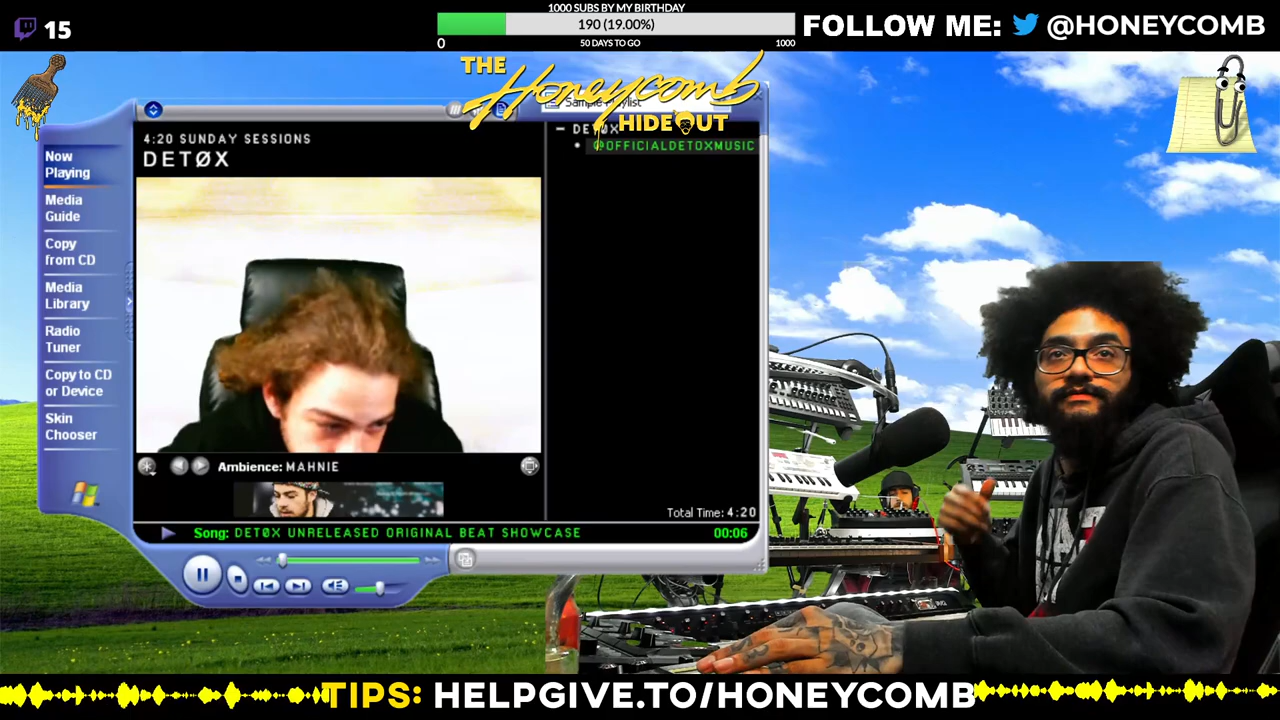 15
1000 SUBS BY MY BIRTHDAY
190 (19.00%)
0
50 DAYS TO GO
1000
FOLLOW ME: @HONEYCOMB
THE
Honeycomb
HIDEOUT
Sample Playlist
4:20 SUNDAY SESSIONS
DETØX
DETØX
@OFFICIALDETOXMUSIC
Now
Playing
Media
Guide
Copy
from CD
Media
Library
Radio
Tuner
Copy to CD
or Device
Skin
Chooser
Ambience: MAHNIE
Total Time: 4:20
Song: DETØX UNRELEASED ORIGINAL BEAT SHOWCASE
00:06
TIPS: HELPGIVE.TO/HONEYCOMB